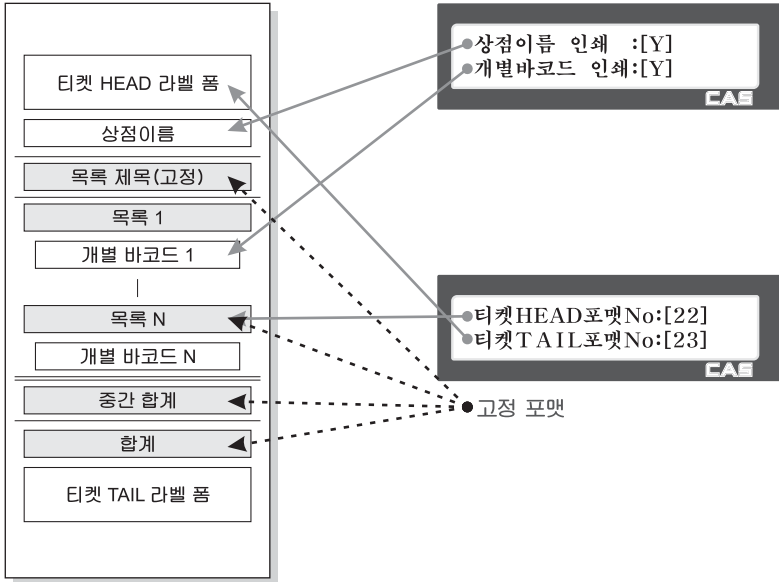 티켓 HEAD 라벨 폼
상점이름
목록 제목(고정)
목록 1
개별 바코드 1
목록 N
개별 바코드 N
중간 합계
합계
티켓 TAIL 라벨 폼
상점이름 인쇄 :[Y]
개별바코드 인쇄:[Y]
CAS
티켓HEAD포맷No:[22]
티켓TAIL포맷No:[23]
CAS
고정 포맷